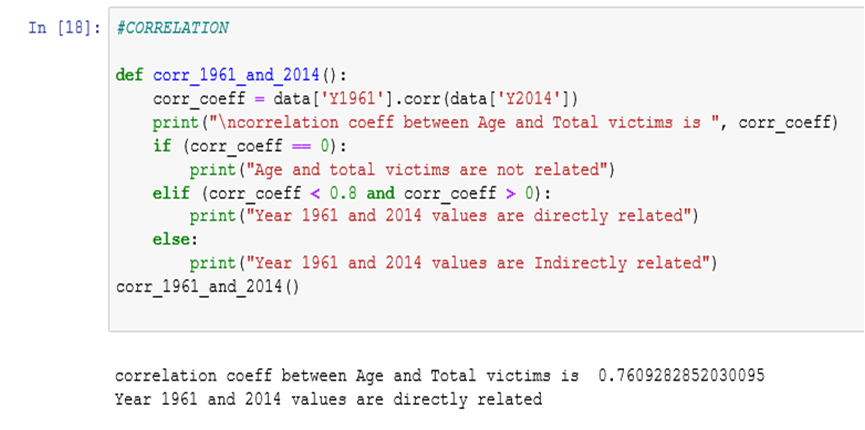 In [18]: #CORRELATION
def corr_1961_and_2014():
    corr_coeff = data['Y1961'].corr(data['Y2014'])
    print("\ncorrelation coeff between Age and Total victims is ", corr_coeff)
    if (corr_coeff == 0):
        print("Age and total victims are not related")
    elif (corr_coeff < 0.8 and corr_coeff > 0):
        print("Year 1961 and 2014 values are directly related")
    else:
        print("Year 1961 and 2014 values are Indirectly related")
corr_1961_and_2014()
correlation coeff between Age and Total victims is  0.7609282852030095
Year 1961 and 2014 values are directly related